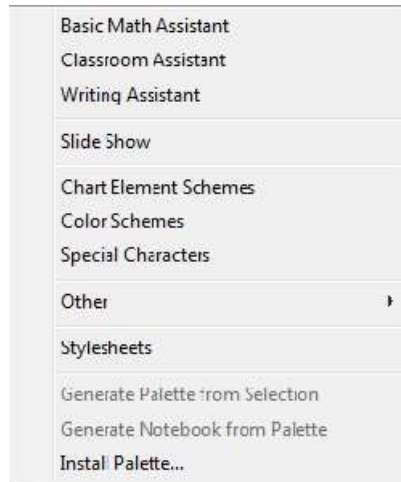 Basic Math Assistant
Classroom Assistant
Writing Assistant
Slide Show
Chart Element Schemes
Color Schemes
Special Characters
Other
Stylesheets
Generate Palette from Selection
Generate Notebook from Palette
Install Palette...